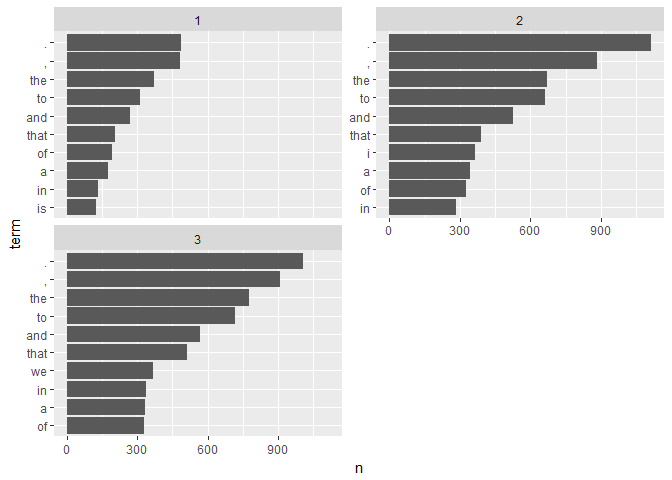 1
.
,
the
to
and
that
of
a
in
is
2
.
,
the
to
and
that
i
a
of
in
0 300 600 900
3
.
,
the
to
and
that
we
in
a
of
0 300 600 900
term
n